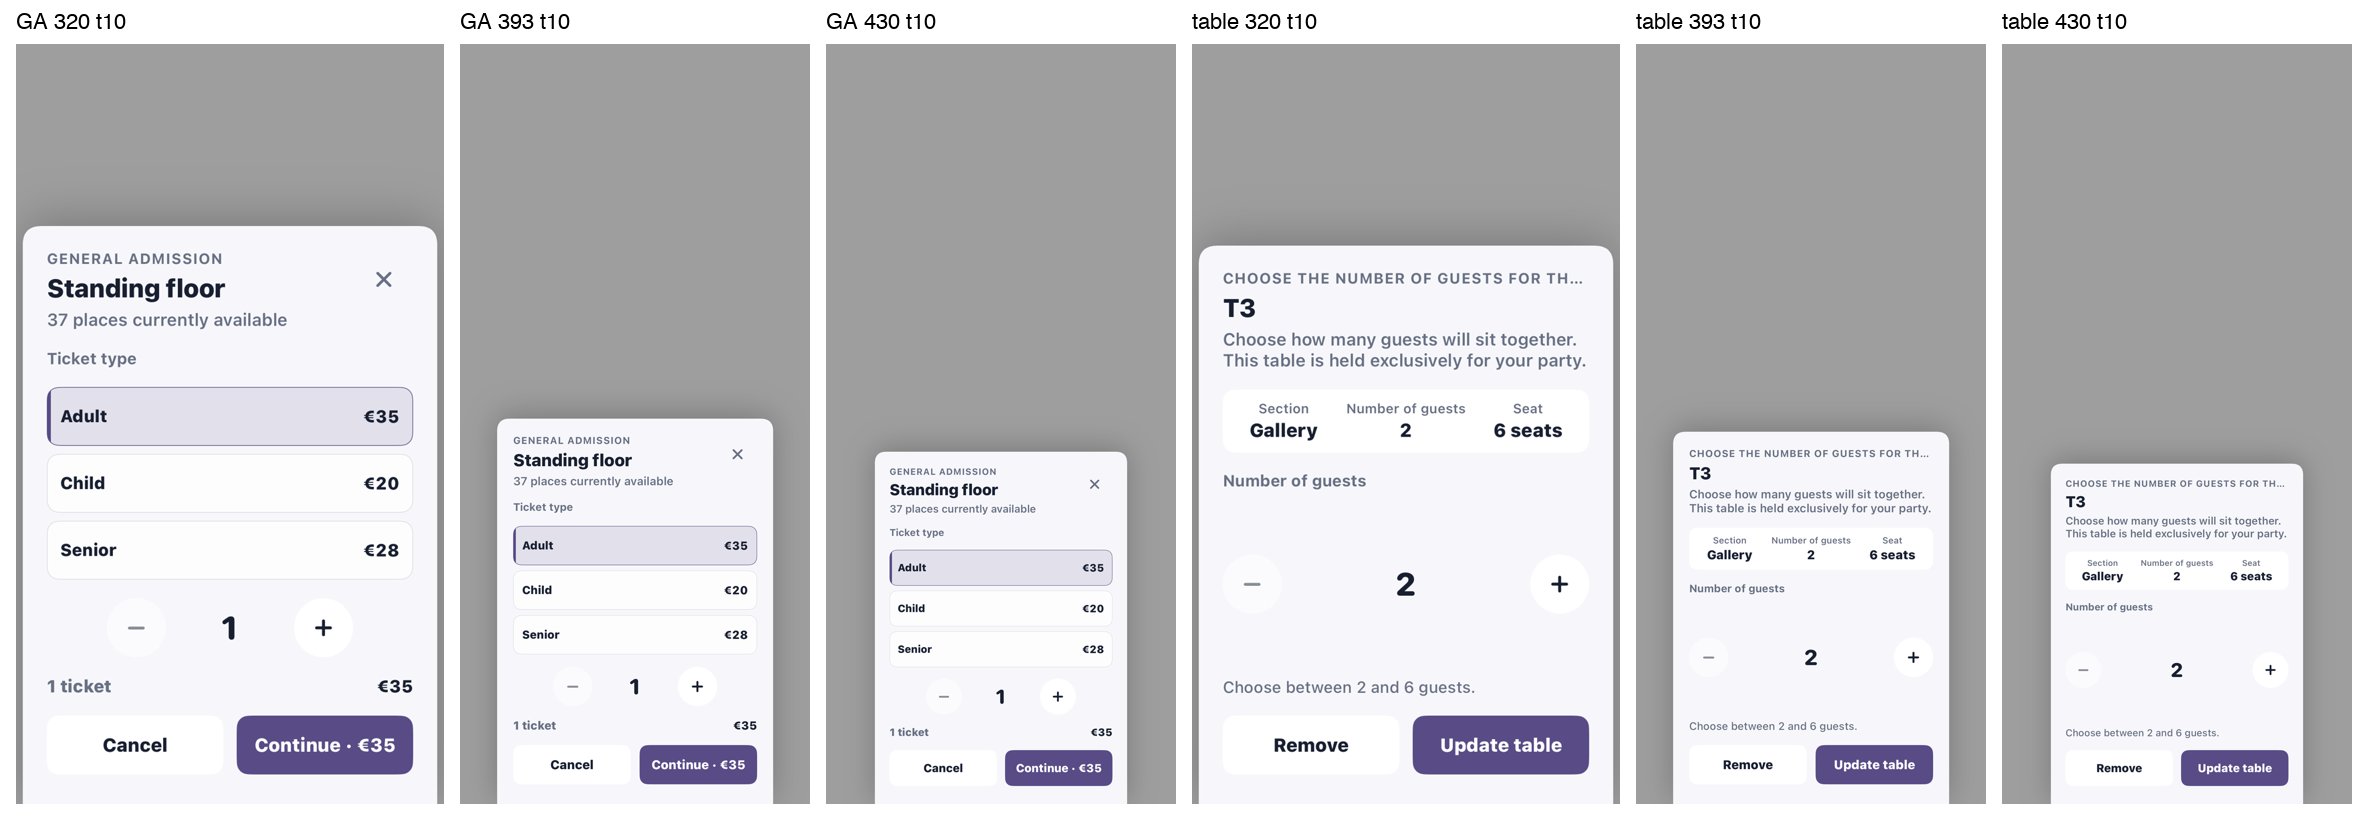 GA 320 t10
GENERAL ADMISSION
Standing floor
37 places currently available
Ticket type
Adult €35
Child €20
Senior €28
− 1 +
1 ticket €35
Cancel Continue · €35
GA 393 t10
GENERAL ADMISSION
Standing floor
37 places currently available
Ticket type
Adult €35
Child €20
Senior €28
− 1 +
1 ticket €35
Cancel Continue · €35
GA 430 t10
GENERAL ADMISSION
Standing floor
37 places currently available
Ticket type
Adult €35
Child €20
Senior €28
− 1 +
1 ticket €35
Cancel Continue · €35
table 320 t10
CHOOSE THE NUMBER OF GUESTS FOR TH...
T3
Choose how many guests will sit together.
This table is held exclusively for your party.
Section Number of guests Seat
Gallery 2 6 seats
Number of guests
− 2 +
Choose between 2 and 6 guests.
Remove Update table
table 393 t10
CHOOSE THE NUMBER OF GUESTS FOR TH...
T3
Choose how many guests will sit together.
This table is held exclusively for your party.
Section Number of guests Seat
Gallery 2 6 seats
Number of guests
− 2 +
Choose between 2 and 6 guests.
Remove Update table
table 430 t10
CHOOSE THE NUMBER OF GUESTS FOR TH...
T3
Choose how many guests will sit together.
This table is held exclusively for your party.
Section Number of guests Seat
Gallery 2 6 seats
Number of guests
− 2 +
Choose between 2 and 6 guests.
Remove Update table